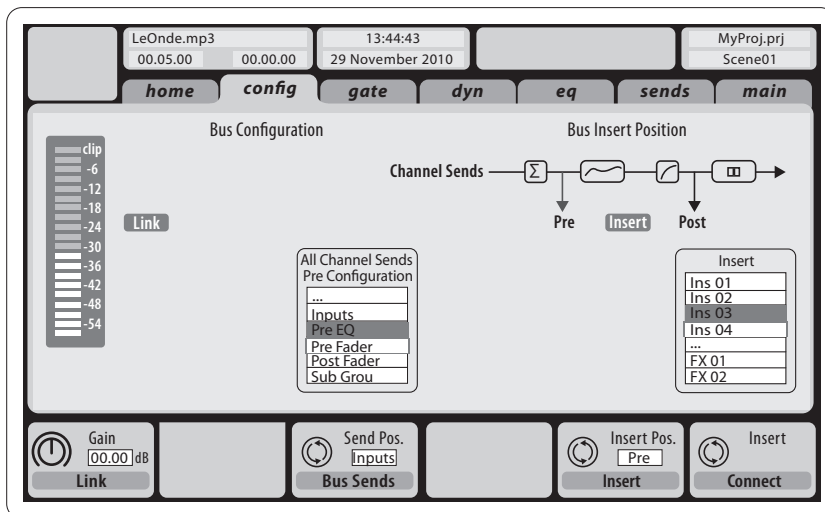 LeOnde.mp3
00.05.00 00.00.00
13:44:43
29 November 2010
MyProj.prj
Scene01
home config gate dyn eq sends main
Bus Configuration
Bus Insert Position
clip
-6
-12
-18
-24
-30
-36
-42
-48
-54
Link
Channel Sends
Σ
Pre Insert Post
All Channel Sends
Pre Configuration
...
Inputs
Pre EQ
Pre Fader
Post Fader
Sub Grou
Insert
Ins 01
Ins 02
Ins 03
Ins 04
...
FX 01
FX 02
Gain
00.00 dB
Link
Send Pos.
Inputs
Bus Sends
Insert Pos.
Pre
Insert
Insert
Connect